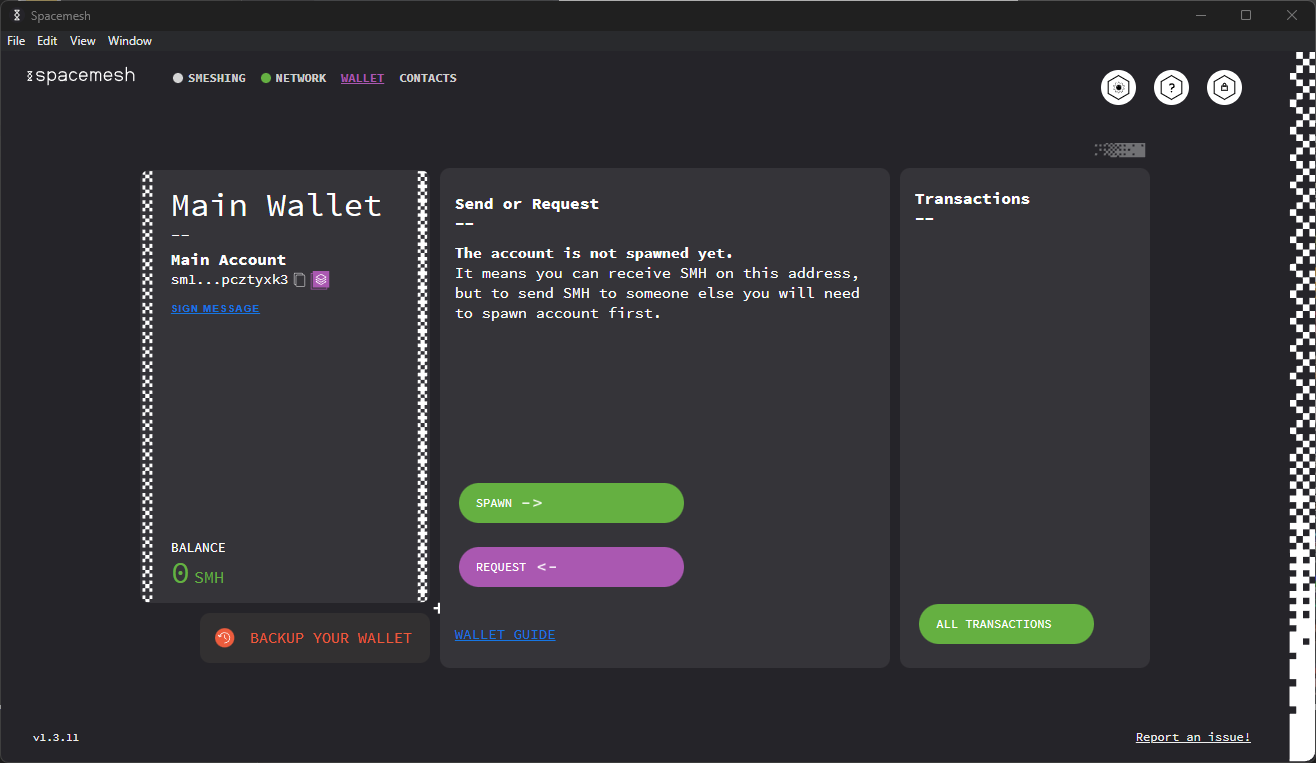 Spacemesh
File Edit View Window
spacemesh
SMESHING NETWORK WALLET CONTACTS
?
Main Wallet
--
Main Account
sm1...pcztyxk3
SIGN MESSAGE
BALANCE
0 SMH
BACKUP YOUR WALLET
Send or Request
--
The account is not spawned yet.
It means you can receive SMH on this address,
but to send SMH to someone else you will need
to spawn account first.
SPAWN ->
REQUEST <-
WALLET GUIDE
Transactions
--
ALL TRANSACTIONS
v1.3.11
Report an issue!